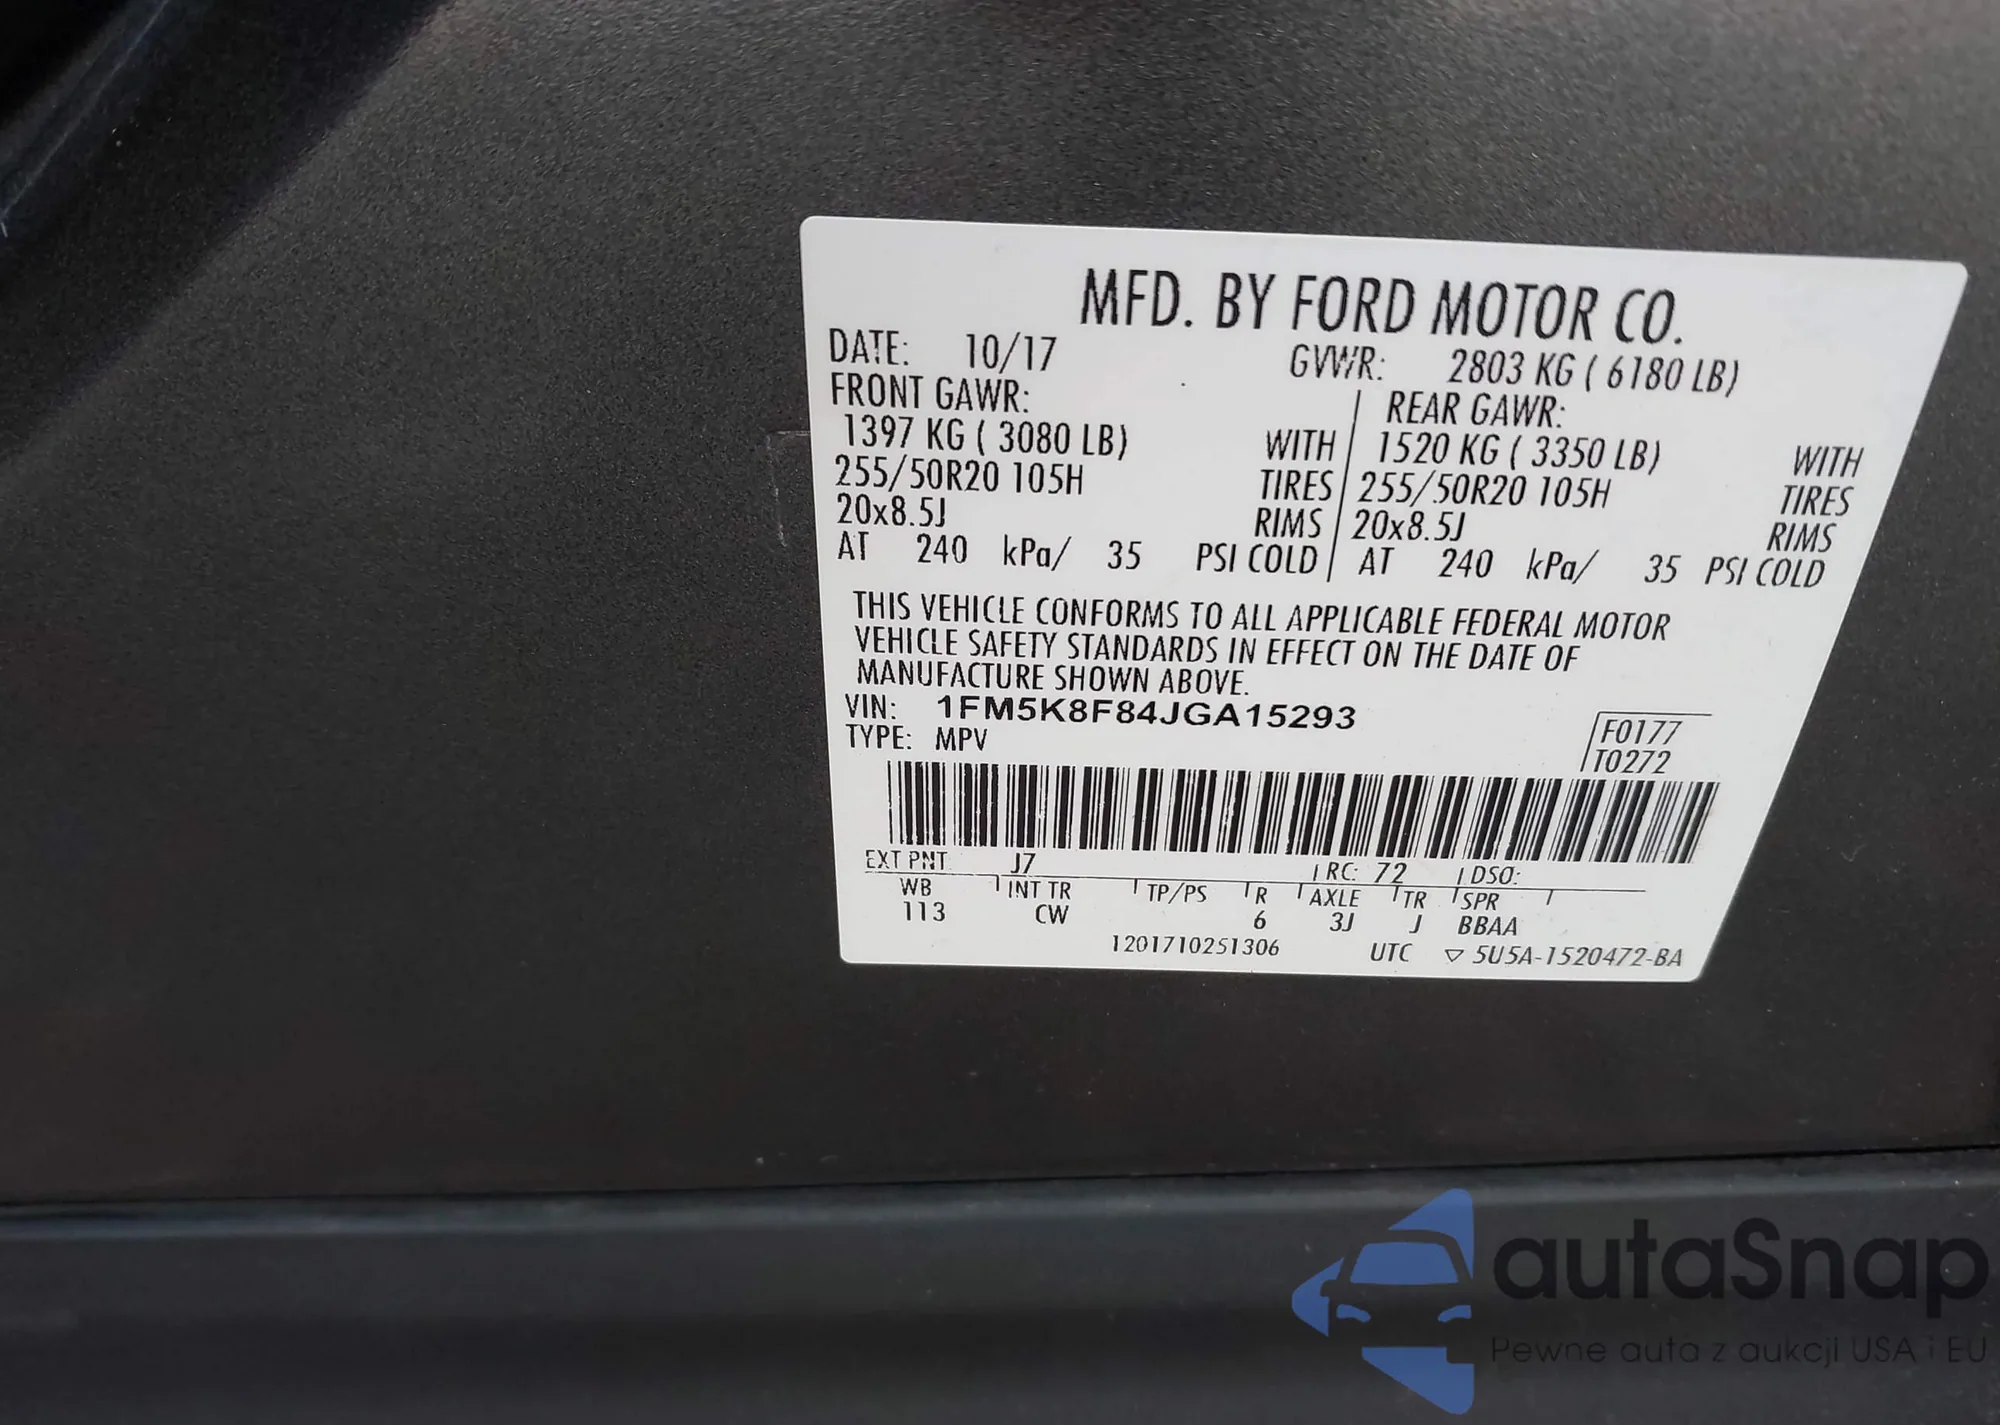 MFD. BY FORD MOTOR CO.
DATE: 10/17 GVWR: 2803 KG ( 6180 LB)
FRONT GAWR: REAR GAWR:
1397 KG ( 3080 LB) WITH 1520 KG ( 3350 LB) WITH
255/50R20 105H TIRES 255/50R20 105H TIRES
20x8.5J RIMS 20x8.5J RIMS
AT 240 kPa/ 35 PSI COLD AT 240 kPa/ 35 PSI COLD
THIS VEHICLE CONFORMS TO ALL APPLICABLE FEDERAL MOTOR
VEHICLE SAFETY STANDARDS IN EFFECT ON THE DATE OF
MANUFACTURE SHOWN ABOVE.
VIN: 1FM5K8F84JGA15293
TYPE: MPV
F0177
T0272
EXT PNT: J7 RC: 72 DSO:
WB INT TR TP/PS R AXLE TR SPR
113 CW 6 3J J BBAA
1201710251306 UTC ▽ 5U5A-1520472-BA
autaSnap
Pewne auta z aukcji USA i EU